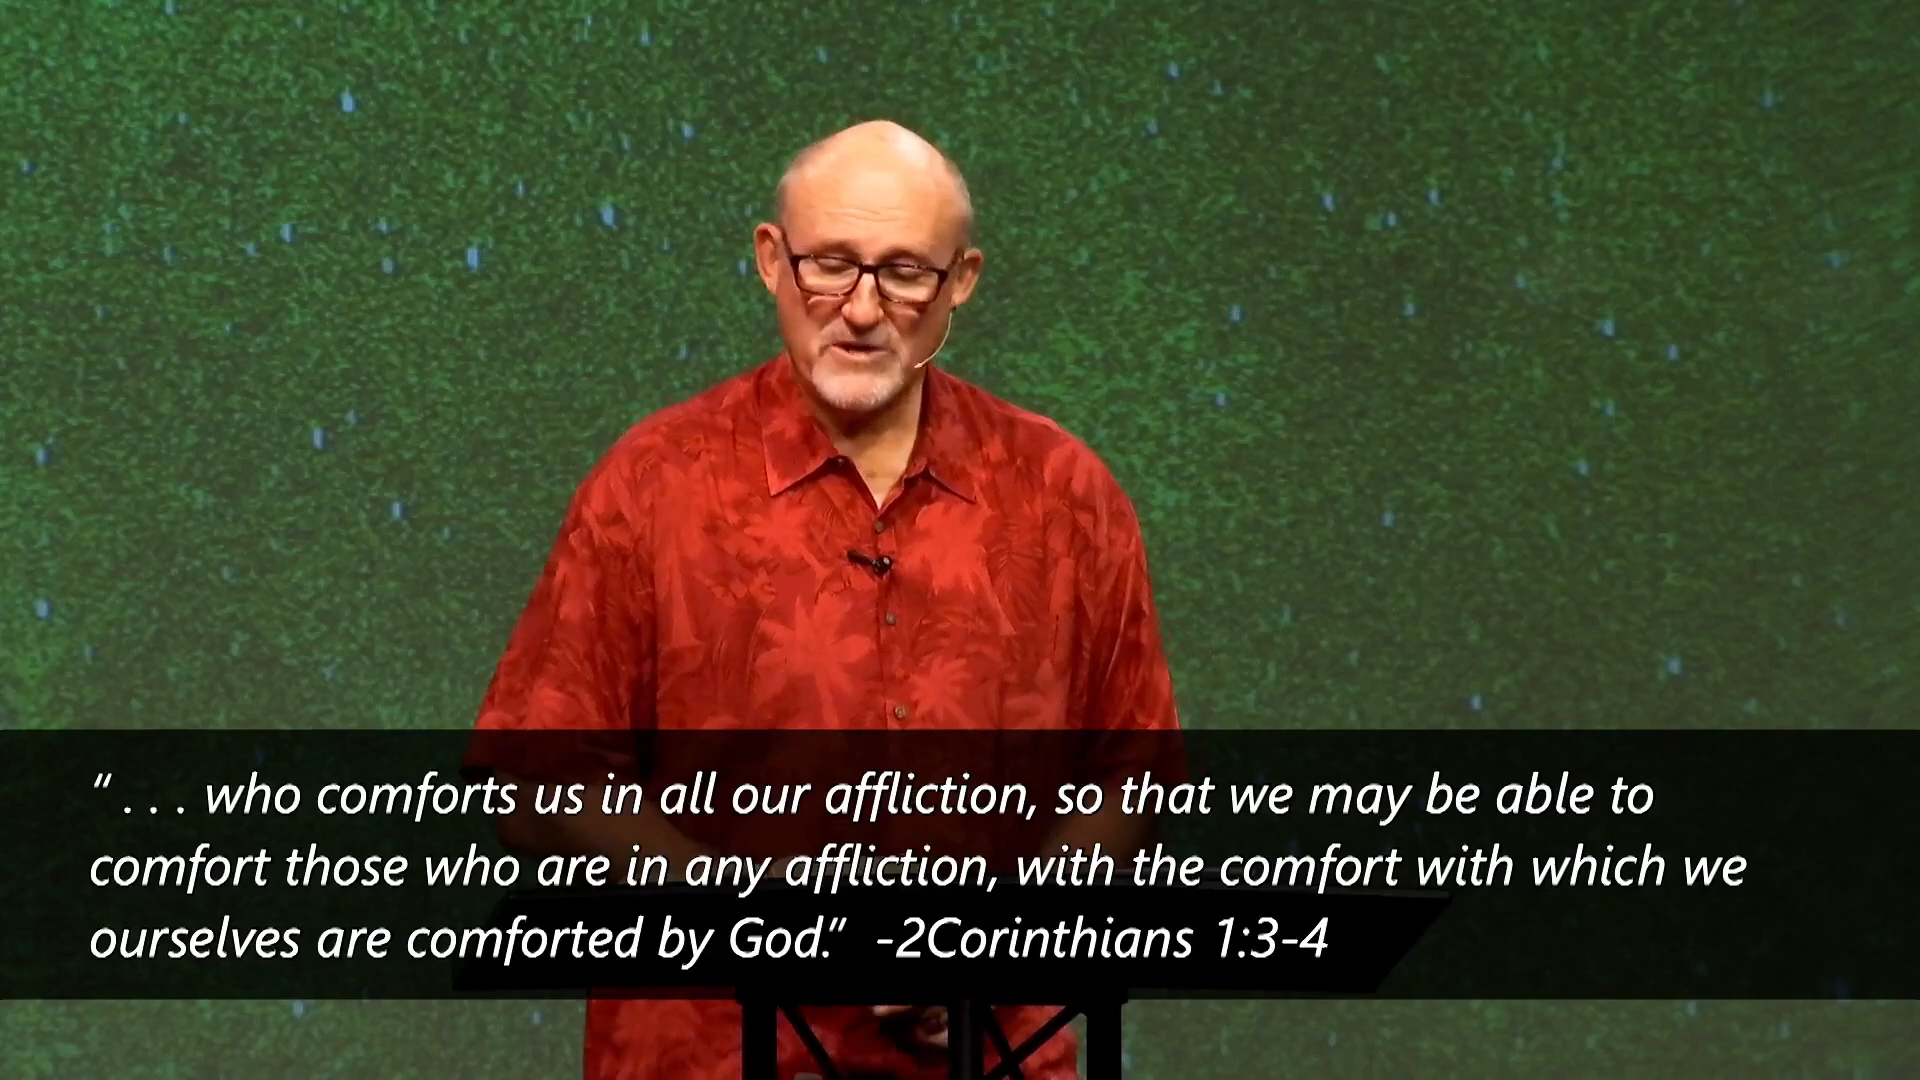 “ . . . who comforts us in all our affliction, so that we may be able to
comfort those who are in any affliction, with the comfort with which we
ourselves are comforted by God.”  -2Corinthians 1:3-4